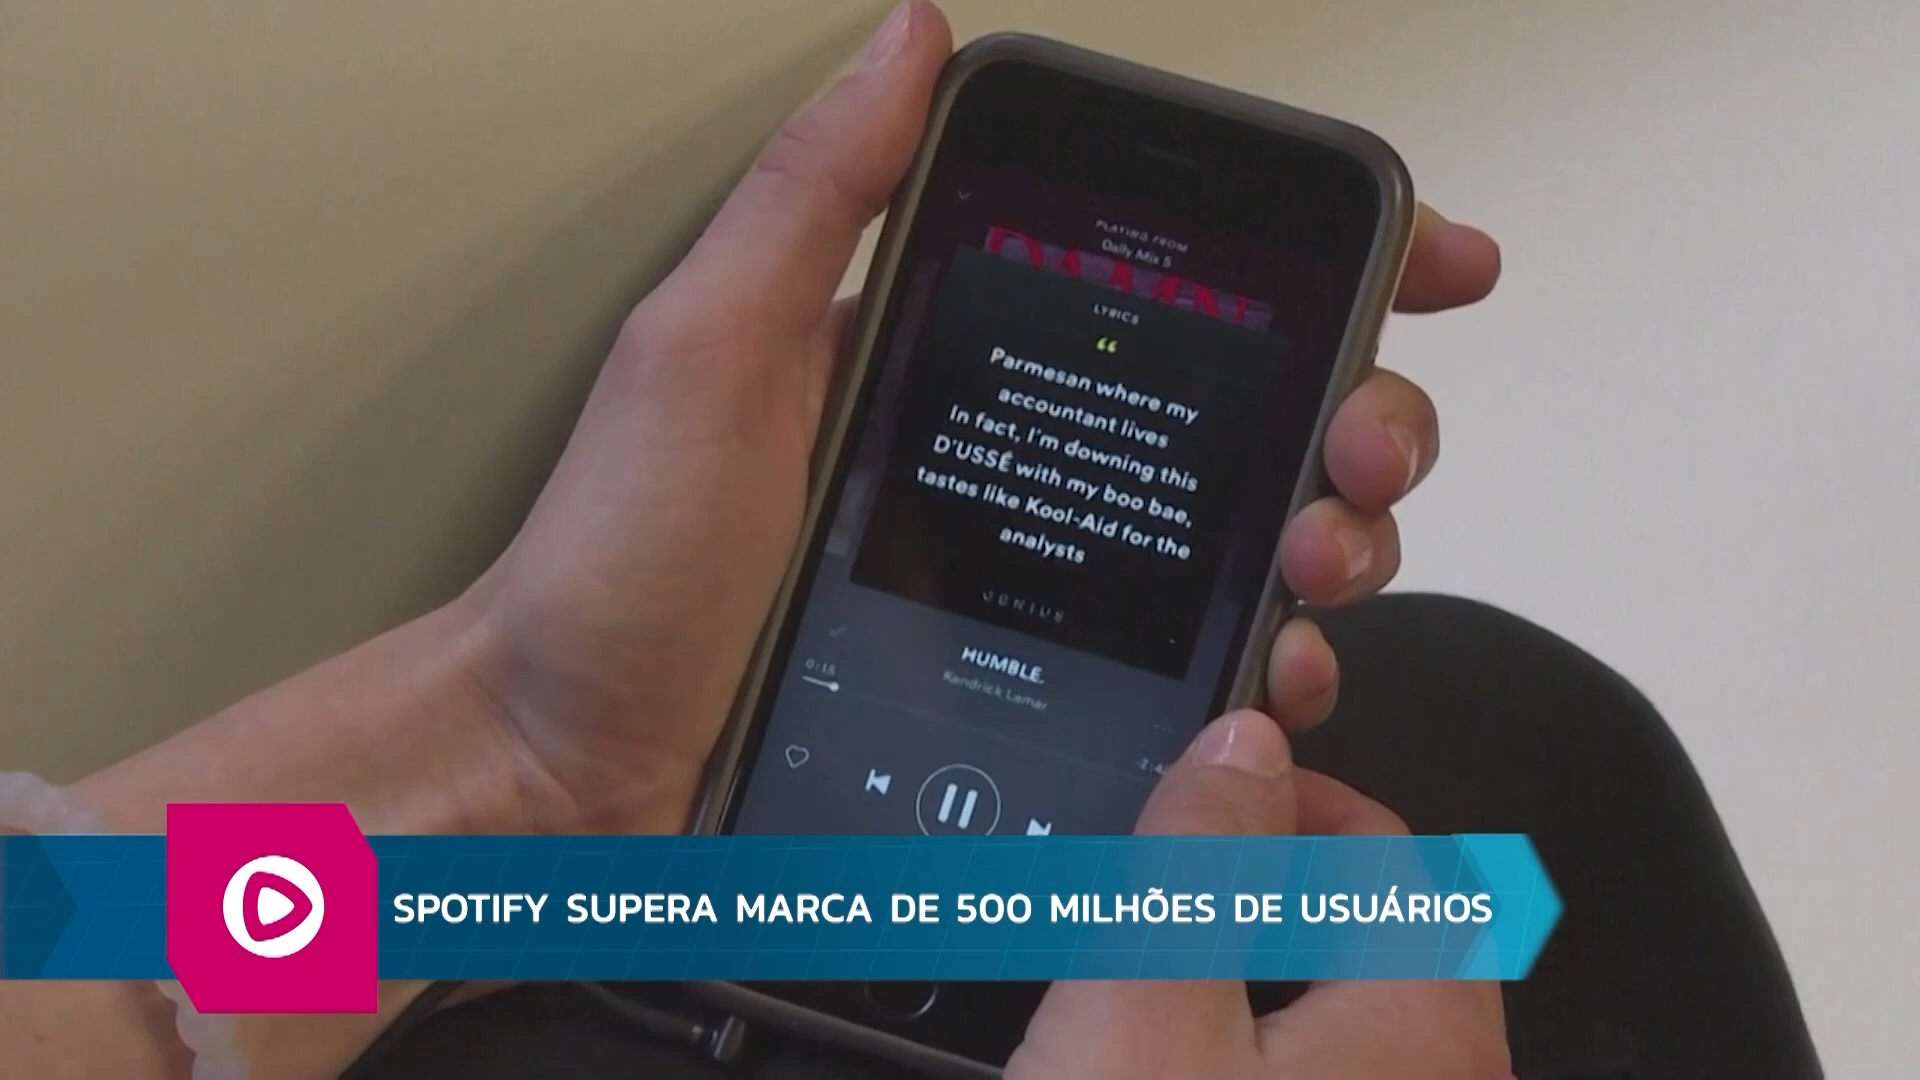 PLAYING FROM
Daily Mix 5
DAMN.
LYRICS
“
Parmesan where my
accountant lives
In fact, I'm downing this
D'USSÉ with my boo bae,
tastes like Kool-Aid for the
analysts
GENIUS
HUMBLE.
Kendrick Lamar
0:15
SPOTIFY SUPERA MARCA DE 500 MILHÕES DE USUÁRIOS